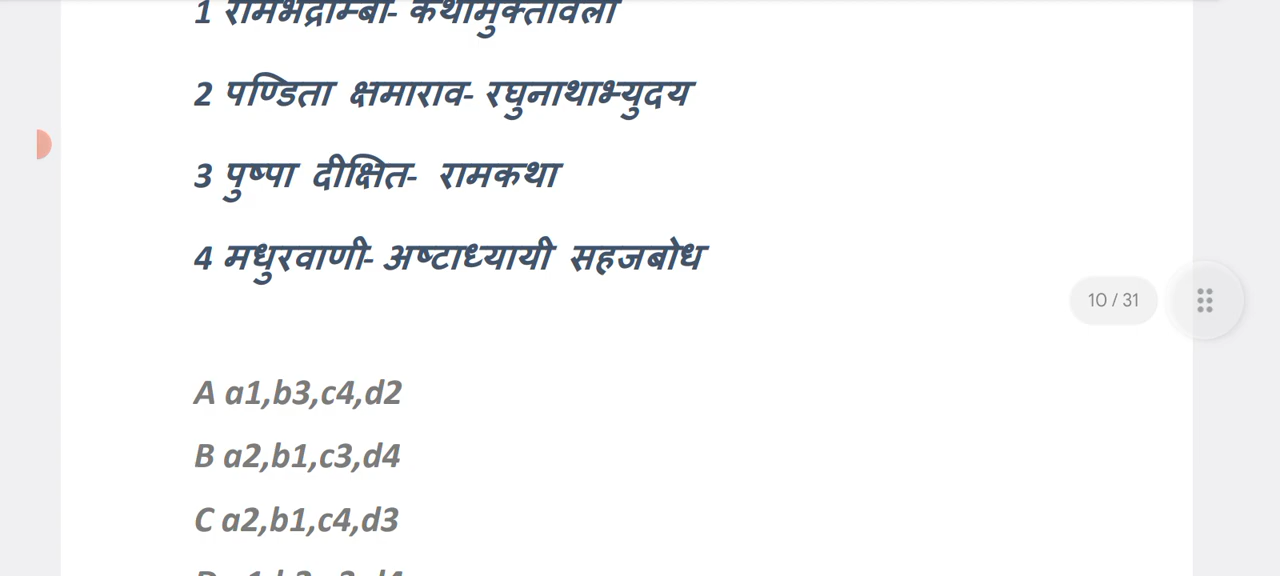 1 रामभद्राम्बा- कथामुक्तावली
2 पण्डिता क्षमाराव- रघुनाथाभ्युदय
3 पुष्पा दीक्षित- रामकथा
4 मधुरवाणी- अष्टाध्यायी सहजबोध
10 / 31
A a1,b3,c4,d2
B a2,b1,c3,d4
C a2,b1,c4,d3